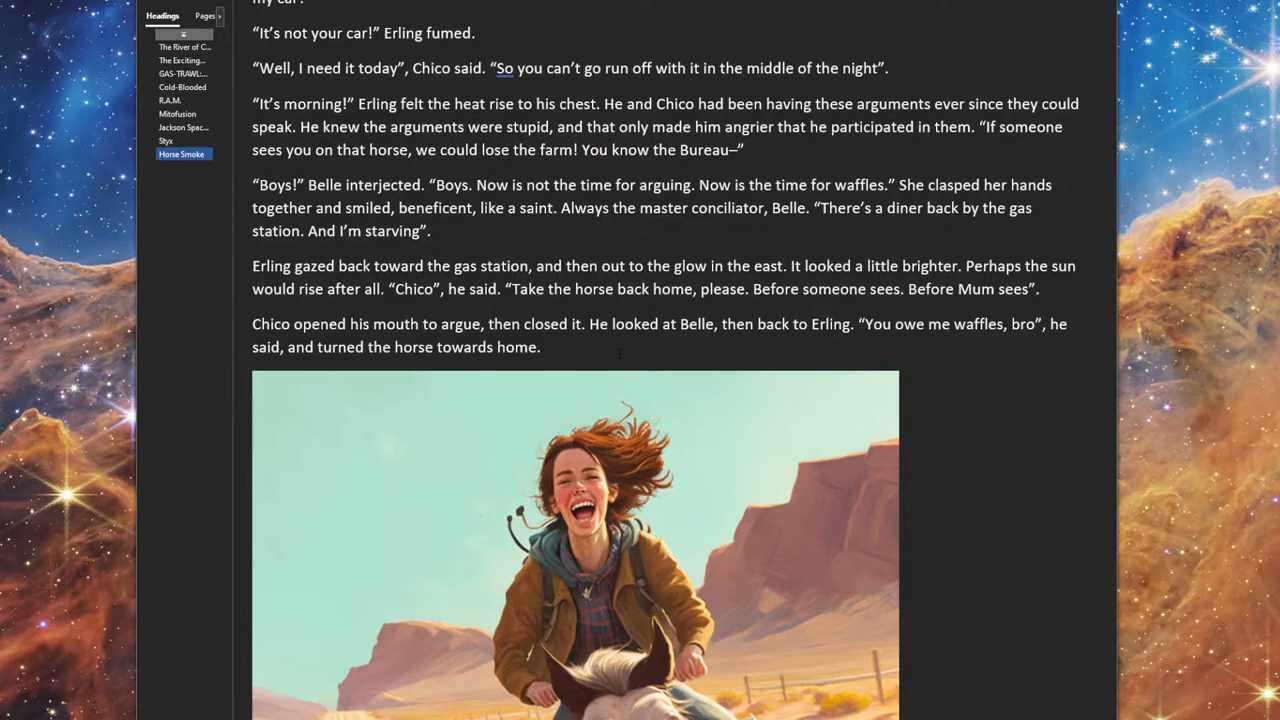 Headings
Pages
The River of C...
The Exciting...
GAS-TRAWL:...
Cold-Blooded
R.A.M.
Mitofusion
Jackson Spac...
Styx
Horse Smoke
“It’s not your car!” Erling fumed.
“Well, I need it today”, Chico said. “So you can’t go run off with it in the middle of the night”.
“It’s morning!” Erling felt the heat rise to his chest. He and Chico had been having these arguments ever since they could
speak. He knew the arguments were stupid, and that only made him angrier that he participated in them. “If someone
sees you on that horse, we could lose the farm! You know the Bureau–”
“Boys!” Belle interjected. “Boys. Now is not the time for arguing. Now is the time for waffles.” She clasped her hands
together and smiled, beneficent, like a saint. Always the master conciliator, Belle. “There’s a diner back by the gas
station. And I’m starving”.
Erling gazed back toward the gas station, and then out to the glow in the east. It looked a little brighter. Perhaps the sun
would rise after all. “Chico”, he said. “Take the horse back home, please. Before someone sees. Before Mum sees”.
Chico opened his mouth to argue, then closed it. He looked at Belle, then back to Erling. “You owe me waffles, bro”, he
said, and turned the horse towards home.